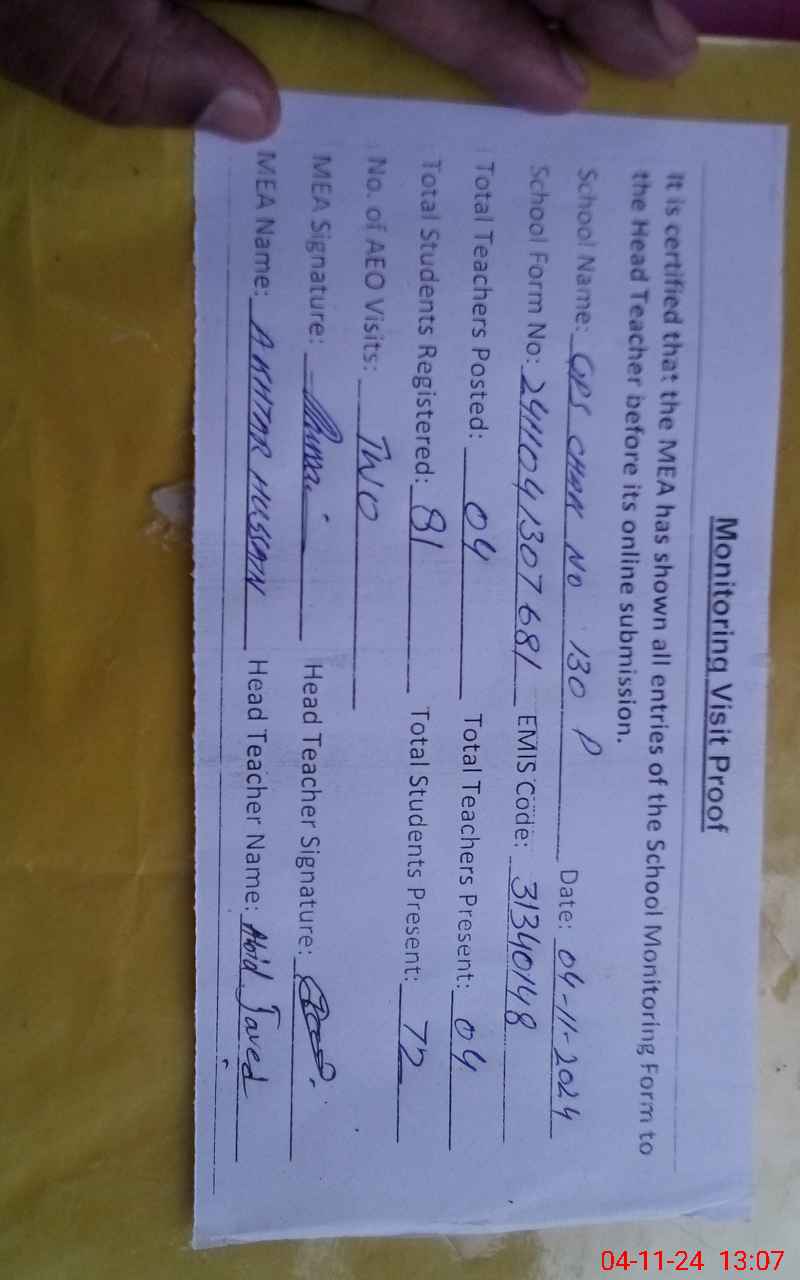 Monitoring Visit Proof
It is certified that the MEA has shown all entries of the School Monitoring Form to
the Head Teacher before its online submission.
School Name: GPS CHAK NO 130 P Date: 04-11-2024
School Form No: 2411041307681 EMIS Code: 31340148
Total Teachers Posted: 04 Total Teachers Present: 04
Total Students Registered: 81 Total Students Present: 72
No. of AEO Visits: TWO
MEA Signature: Head Teacher Signature:
MEA Name: AKHTAR HUSSAIN Head Teacher Name: Abid Javed
04-11-24 13:07